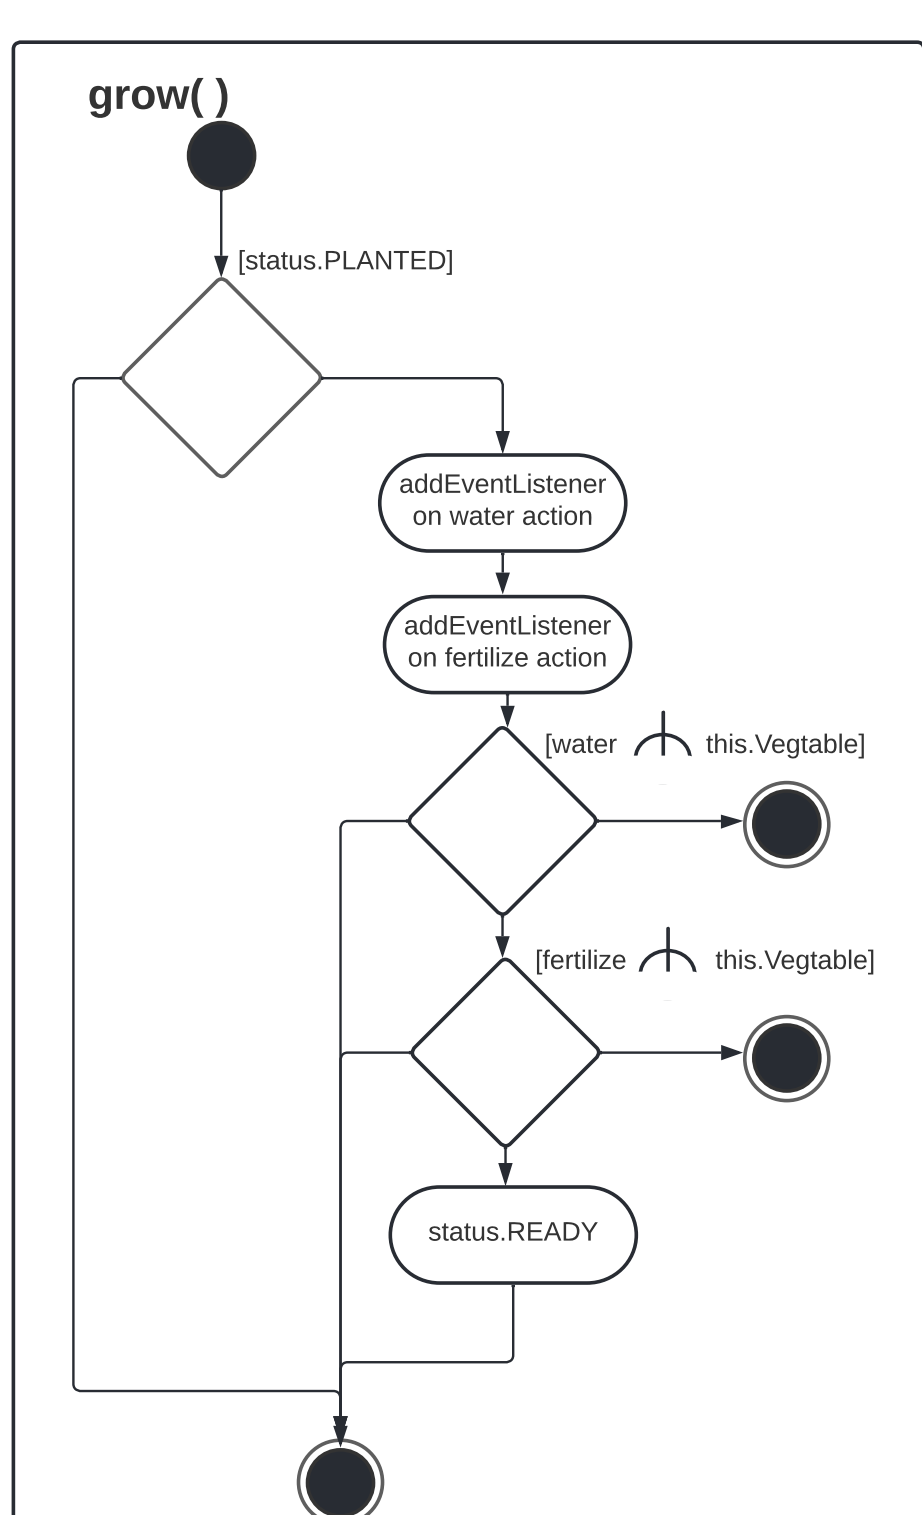 grow( )
[status.PLANTED]
addEventListener
on water action
addEventListener
on fertilize action
[water this.Vegtable]
[fertilize this.Vegtable]
status.READY